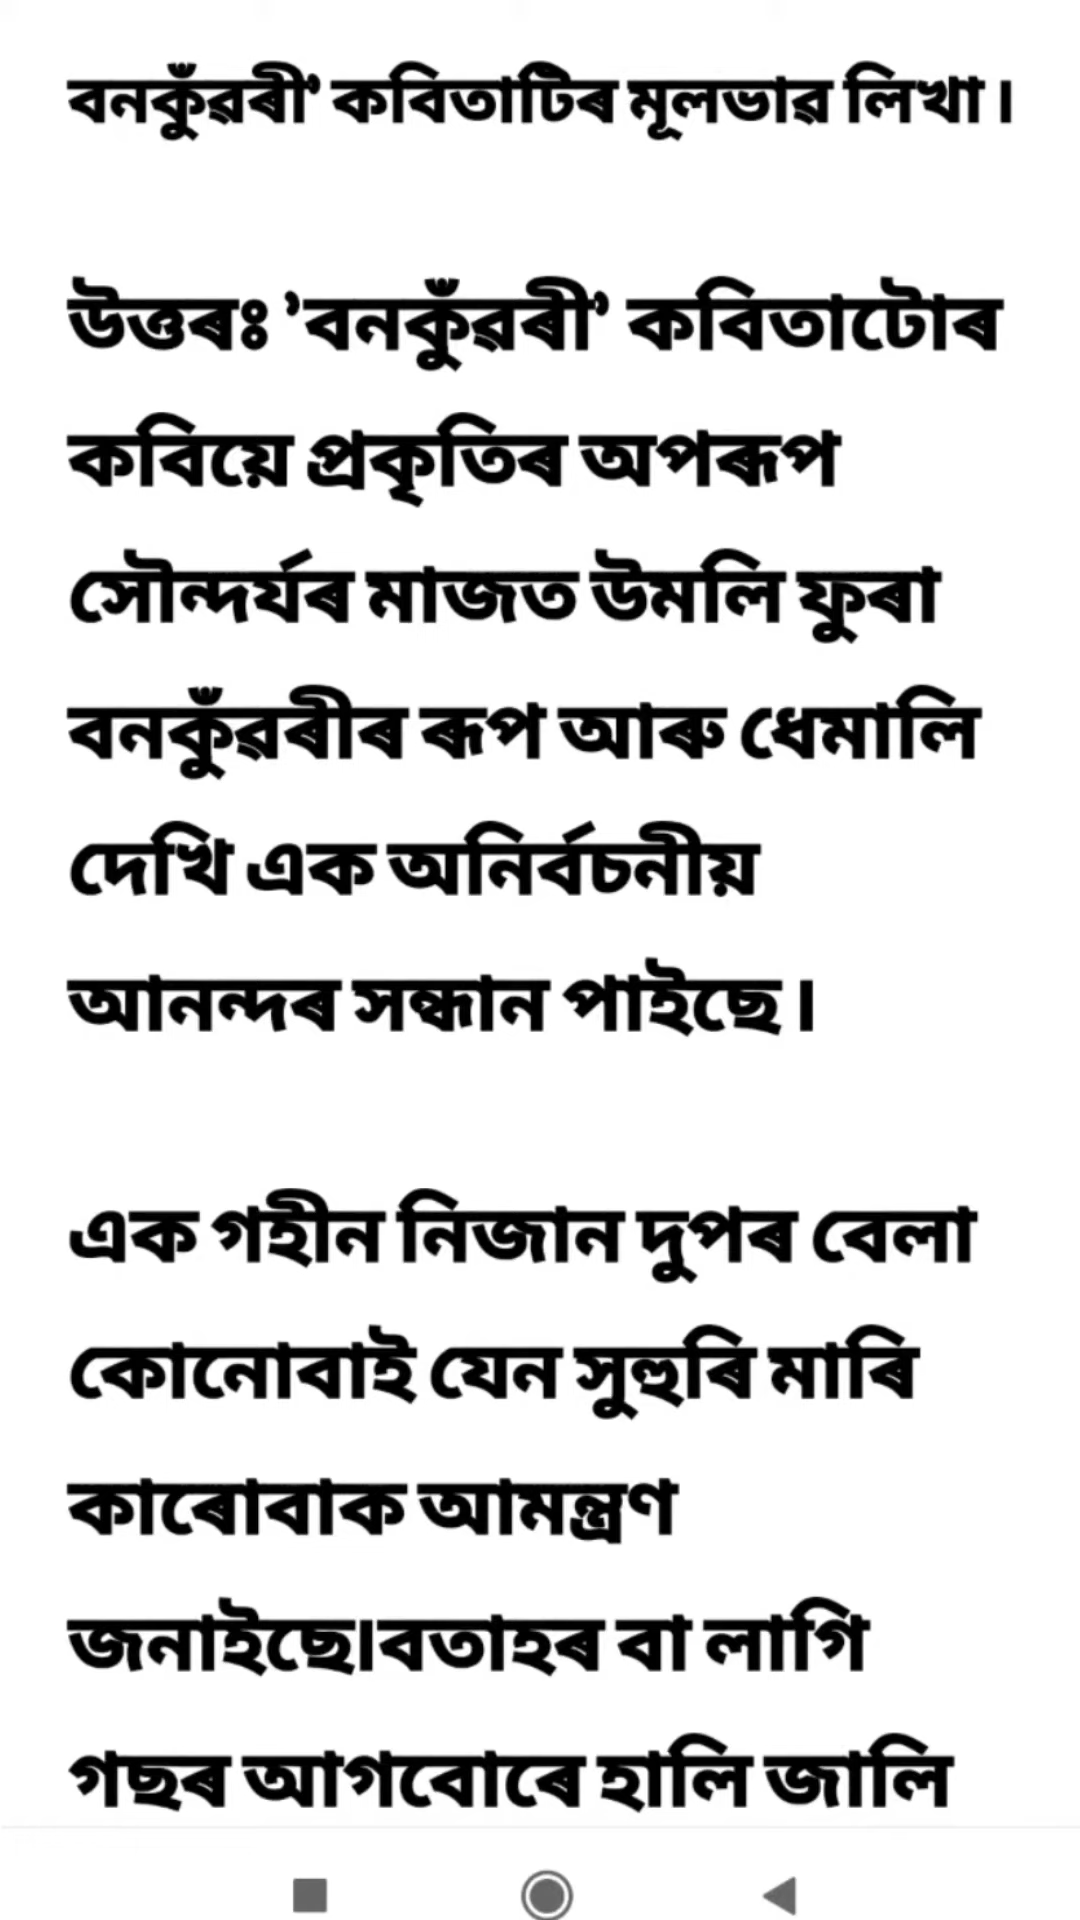 বনকুঁৱৰী’ কবিতাটিৰ মূলভাৱ লিখা।
উত্তৰঃ ’বনকুঁৱৰী’ কবিতাটোৰ
কবিয়ে প্ৰকৃতিৰ অপৰূপ
সৌন্দৰ্যৰ মাজত উমলি ফুৰা
বনকুঁৱৰীৰ ৰূপ আৰু ধেমালি
দেখি এক অনিৰ্বচনীয়
আনন্দৰ সন্ধান পাইছে।
এক গহীন নিজান দুপৰ বেলা
কোনোবাই যেন সুহুৰি মাৰি
কাৰোবাক আমন্ত্ৰণ
জনাইছে।বতাহৰ বা লাগি
গছৰ আগবোৰে হালি জালি